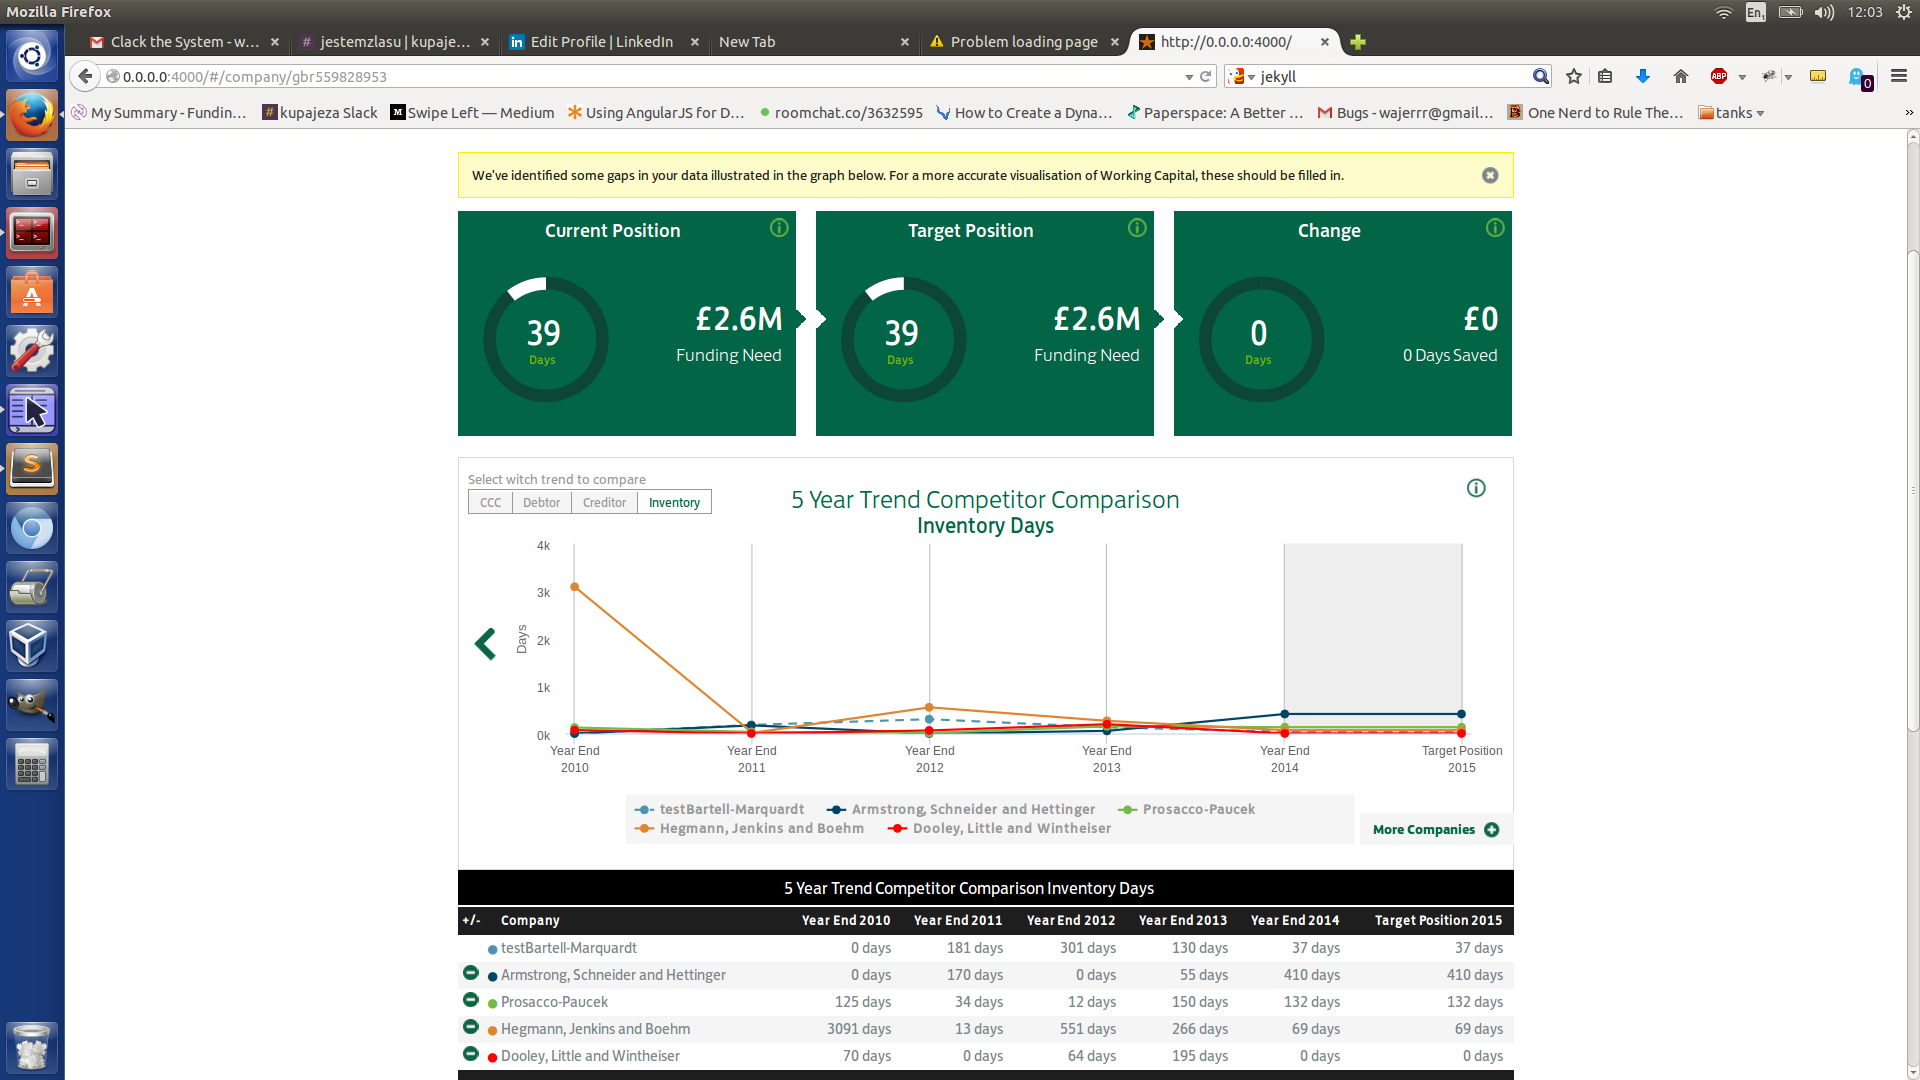 Mozilla Firefox
En1
12:03
Clack the System - w...
jestemzlasu | kupaje...
Edit Profile | LinkedIn
New Tab
Problem loading page
http://0.0.0.0:4000/
0.0.0.0:4000/#/company/gbr559828953
jekyll
ABP
0
My Summary - Fundin...
kupajeza Slack
Swipe Left — Medium
Using AngularJS for D...
roomchat.co/3632595
How to Create a Dyna...
Paperspace: A Better ...
Bugs - wajerrr@gmail...
One Nerd to Rule The...
tanks
»
We've identified some gaps in your data illustrated in the graph below. For a more accurate visualisation of Working Capital, these should be filled in.
Current Position
39
Days
£2.6M
Funding Need
Target Position
39
Days
£2.6M
Funding Need
Change
0
Days
£0
0 Days Saved
Select witch trend to compare
CCC Debtor Creditor Inventory
5 Year Trend Competitor Comparison
Inventory Days
Days
4k
3k
2k
1k
0k
Year End 2010
Year End 2011
Year End 2012
Year End 2013
Year End 2014
Target Position 2015
testBartell-Marquardt Armstrong, Schneider and Hettinger Prosacco-Paucek
Hegmann, Jenkins and Boehm Dooley, Little and Wintheiser
More Companies
5 Year Trend Competitor Comparison Inventory Days
+/- Company Year End 2010 Year End 2011 Year End 2012 Year End 2013 Year End 2014 Target Position 2015
testBartell-Marquardt 0 days 181 days 301 days 130 days 37 days 37 days
Armstrong, Schneider and Hettinger 0 days 170 days 0 days 55 days 410 days 410 days
Prosacco-Paucek 125 days 34 days 12 days 150 days 132 days 132 days
Hegmann, Jenkins and Boehm 3091 days 13 days 551 days 266 days 69 days 69 days
Dooley, Little and Wintheiser 70 days 0 days 64 days 195 days 0 days 0 days